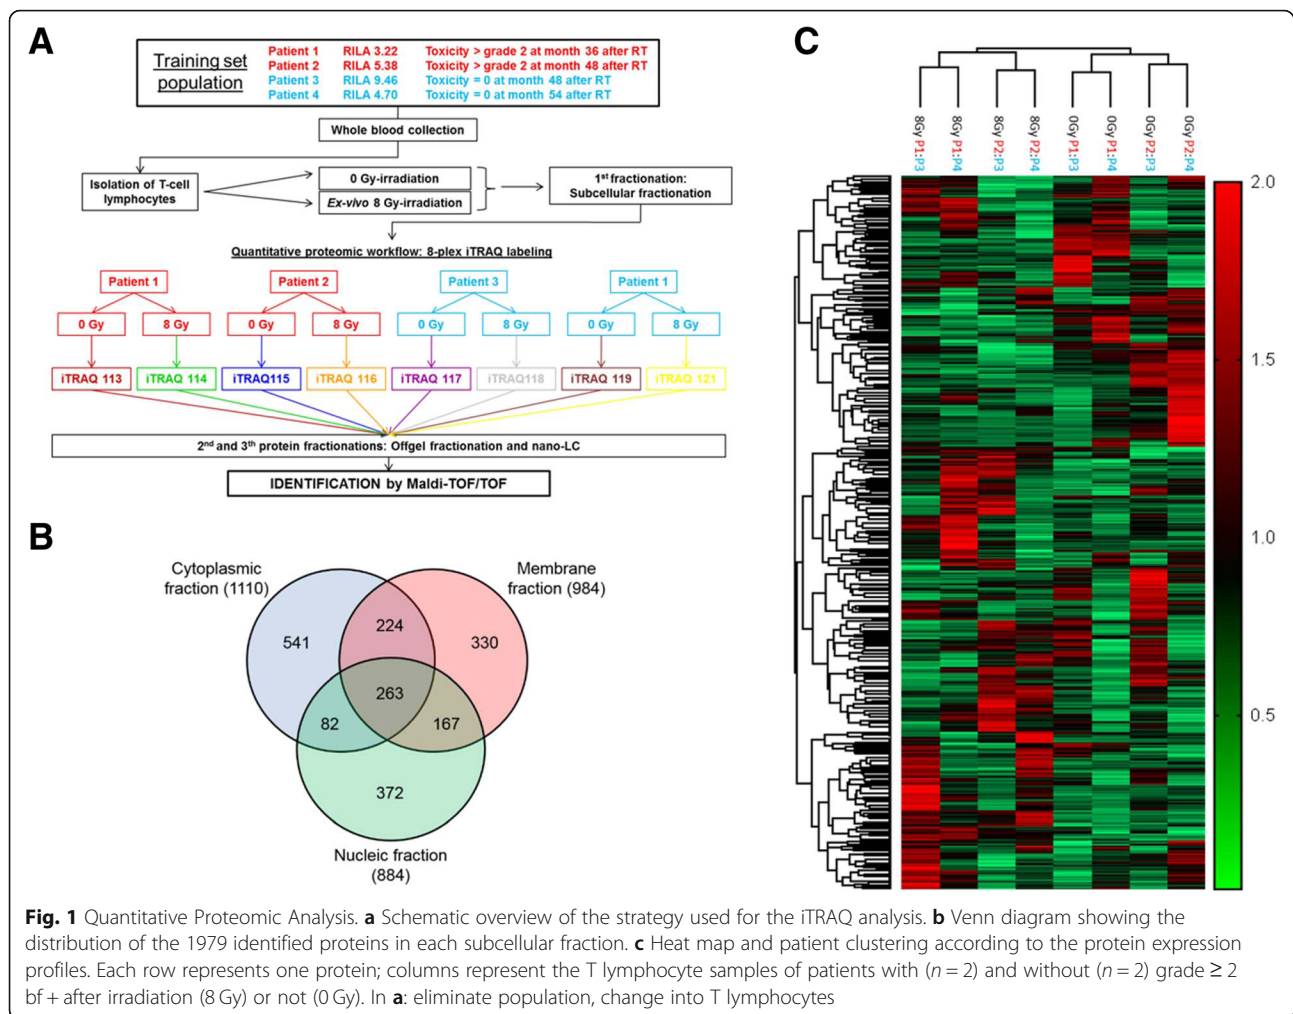 A
Training set
population
Patient 1 RILA 3.22 Toxicity > grade 2 at month 36 after RT
Patient 2 RILA 5.38 Toxicity > grade 2 at month 48 after RT
Patient 3 RILA 9.46 Toxicity = 0 at month 48 after RT
Patient 4 RILA 4.70 Toxicity = 0 at month 54 after RT
Whole blood collection
Isolation of T-cell
lymphocytes
0 Gy-irradiation
Ex-vivo 8 Gy-irradiation
1st fractionation:
Subcellular fractionation
Quantitative proteomic workflow: 8-plex iTRAQ labeling
Patient 1 Patient 2 Patient 3 Patient 1
0 Gy 8 Gy 0 Gy 8 Gy 0 Gy 8 Gy 0 Gy 8 Gy
iTRAQ 113 iTRAQ 114 iTRAQ115 iTRAQ 116 iTRAQ 117 iTRAQ118 iTRAQ 119 iTRAQ 121
2nd and 3th protein fractionations: Offgel fractionation and nano-LC
IDENTIFICATION by Maldi-TOF/TOF
B
Cytoplasmic
fraction (1110)
Membrane
fraction (984)
541
224
330
263
82
167
372
Nucleic fraction
(884)
C
8Gy P1:P3
8Gy P1:P4
8Gy P2:P3
8Gy P2:P4
0Gy P1:P3
0Gy P1:P4
0Gy P2:P3
0Gy P2:P4
2.0
1.5
1.0
0.5
Fig. 1 Quantitative Proteomic Analysis. a Schematic overview of the strategy used for the iTRAQ analysis. b Venn diagram showing the
distribution of the 1979 identified proteins in each subcellular fraction. c Heat map and patient clustering according to the protein expression
profiles. Each row represents one protein; columns represent the T lymphocyte samples of patients with (n = 2) and without (n = 2) grade ≥ 2
bf + after irradiation (8 Gy) or not (0 Gy). In a: eliminate population, change into T lymphocytes